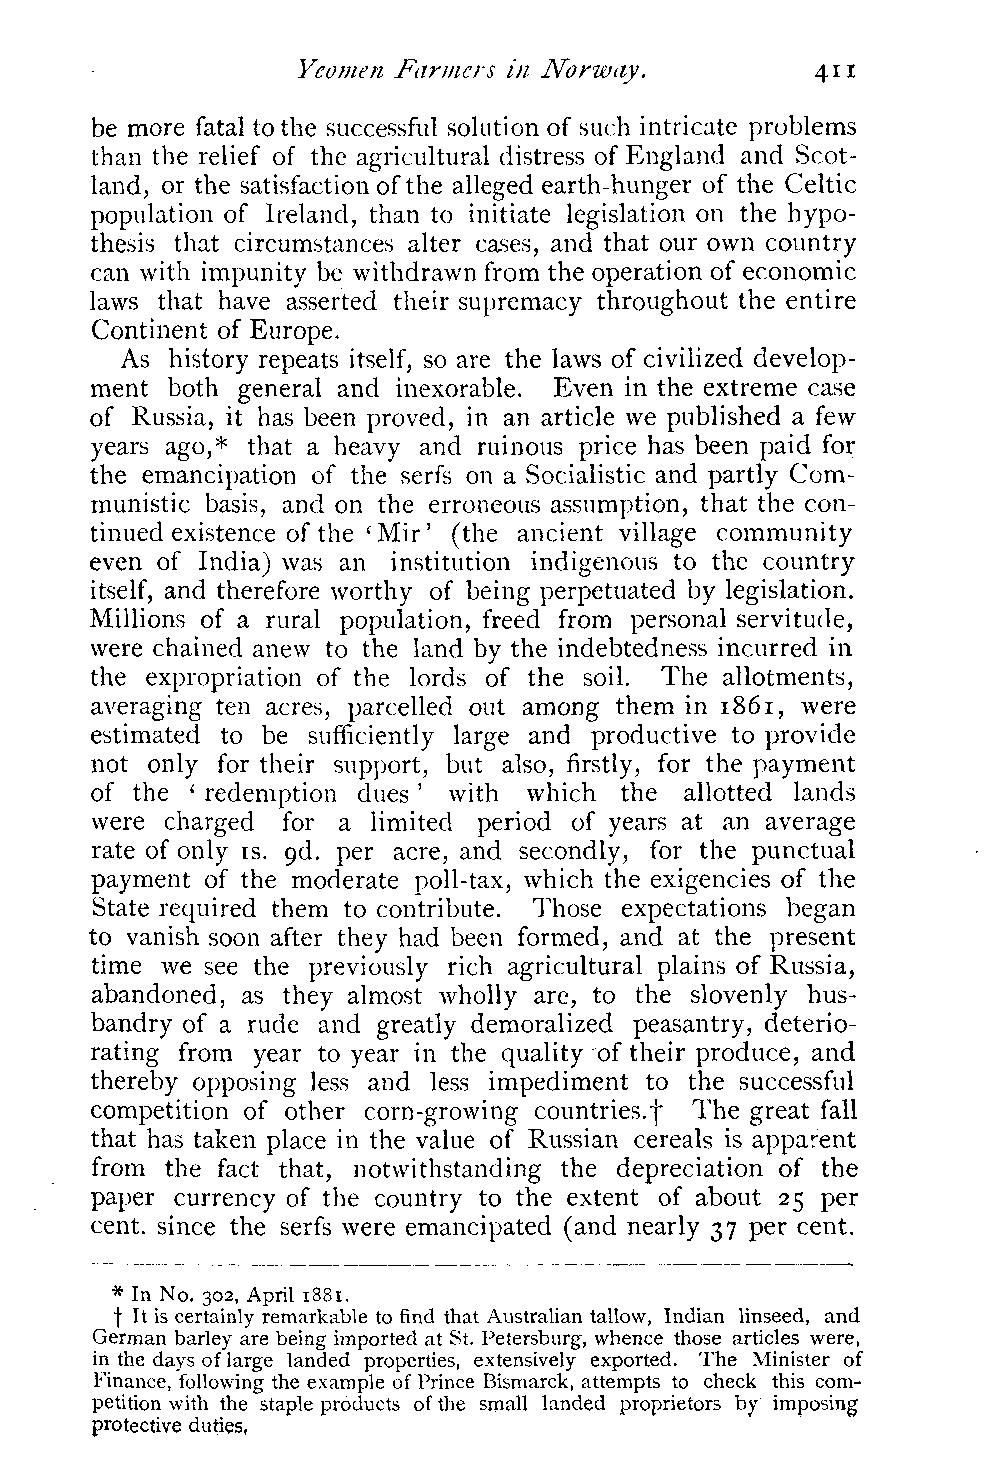 Yeomen Farmers in Norway. 411
be more fatal to the successful solution of such intricate problems
than the relief of the agricultural distress of England and Scot-
land, or the satisfaction of the alleged earth-hunger of the Celtic
population of Ireland, than to initiate legislation on the hypo-
thesis that circumstances alter cases, and that our own country
can with impunity be withdrawn from the operation of economic
laws that have asserted their supremacy throughout the entire
Continent of Europe.
As history repeats itself, so are the laws of civilized develop-
ment both general and inexorable. Even in the extreme case
of Russia, it has been proved, in an article we published a few
years ago,* that a heavy and ruinous price has been paid for
the emancipation of the serfs on a Socialistic and partly Com-
munistic basis, and on the erroneous assumption, that the con-
tinued existence of the ‘Mir’ (the ancient village community
even of India) was an institution indigenous to the country
itself, and therefore worthy of being perpetuated by legislation.
Millions of a rural population, freed from personal servitude,
were chained anew to the land by the indebtedness incurred in
the expropriation of the lords of the soil. The allotments,
averaging ten acres, parcelled out among them in 1861, were
estimated to be sufficiently large and productive to provide
not only for their support, but also, firstly, for the payment
of the ‘redemption dues’ with which the allotted lands
were charged for a limited period of years at an average
rate of only 1s. 9d. per acre, and secondly, for the punctual
payment of the moderate poll-tax, which the exigencies of the
State required them to contribute. Those expectations began
to vanish soon after they had been formed, and at the present
time we see the previously rich agricultural plains of Russia,
abandoned, as they almost wholly are, to the slovenly hus-
bandry of a rude and greatly demoralized peasantry, deterio-
rating from year to year in the quality of their produce, and
thereby opposing less and less impediment to the successful
competition of other corn-growing countries.† The great fall
that has taken place in the value of Russian cereals is apparent
from the fact that, notwithstanding the depreciation of the
paper currency of the country to the extent of about 25 per
cent. since the serfs were emancipated (and nearly 37 per cent.
* In No. 302, April 1881.
† It is certainly remarkable to find that Australian tallow, Indian linseed, and
German barley are being imported at St. Petersburg, whence those articles were,
in the days of large landed properties, extensively exported. The Minister of
Finance, following the example of Prince Bismarck, attempts to check this com-
petition with the staple products of the small landed proprietors by imposing
protective duties,